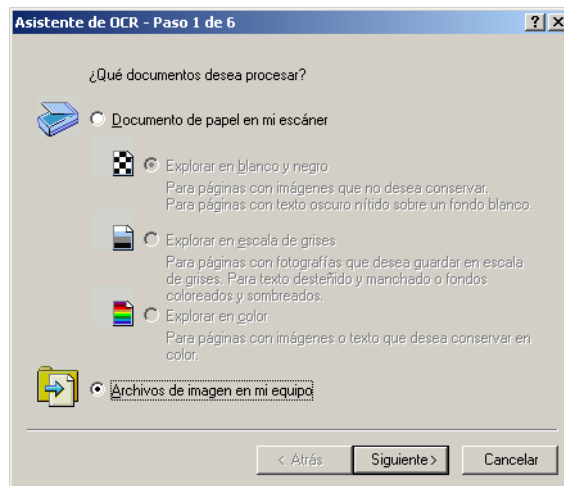 Asistente de OCR - Paso 1 de 6
¿Qué documentos desea procesar?
Documento de papel en mi escáner
Explorar en blanco y negro
Para páginas con imágenes que no desea conservar.
Para páginas con texto oscuro nítido sobre un fondo blanco.
Explorar en escala de grises
Para páginas con fotografías que desea guardar en escala
de grises. Para texto desteñido y manchado o fondos
coloreados y sombreados.
Explorar en color
Para páginas con imágenes o texto que desea conservar en
color.
Archivos de imagen en mi equipo
< Atrás Siguiente > Cancelar